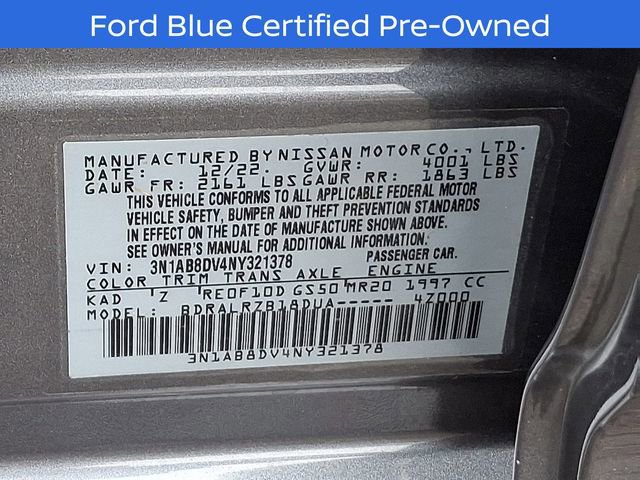 Ford Blue Certified Pre-Owned
MANUFACTURED BY NISSAN MOTOR CO., LTD.
DATE: 12/22. GVWR: 4001 LBS
GAWR FR: 2161 LBS GAWR RR: 1863 LBS
THIS VEHICLE CONFORMS TO ALL APPLICABLE FEDERAL MOTOR
VEHICLE SAFETY, BUMPER AND THEFT PREVENTION STANDARDS
IN EFFECT ON THE DATE OF MANUFACTURE SHOWN ABOVE.
SEE OWNER'S MANUAL FOR ADDITIONAL INFORMATION.
VIN: 3N1AB8DV4NY321378 PASSENGER CAR.
COLOR TRIM TRANS AXLE ENGINE
KAD 'Z RE0F10D GS50 MR20 1997 CC
MODEL: BDRALRZB18DUA----- 4Z000
3N1AB8DV4NY321378